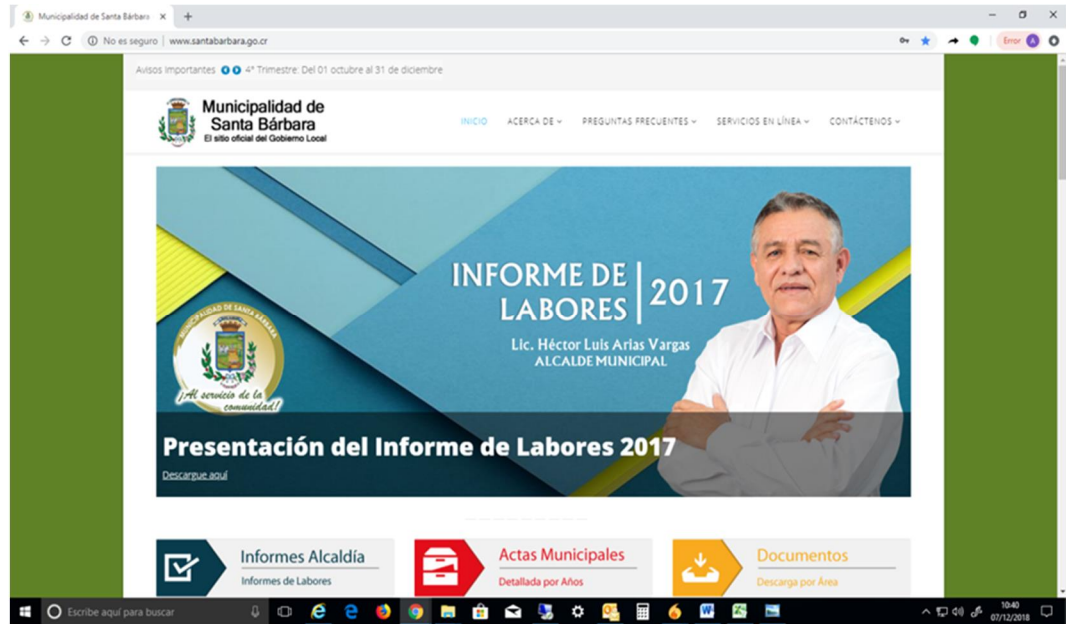 Municipalidad de Santa Bárbara
No es seguro | www.santabarbara.go.cr
Error A
Avisos Importantes 4° Trimestre: Del 01 octubre al 31 de diciembre
Municipalidad de
Santa Bárbara
El sitio oficial del Gobierno Local
INICIO ACERCA DE PREGUNTAS FRECUENTES SERVICIOS EN LÍNEA CONTÁCTENOS
INFORME DE
LABORES
2017
Lic. Héctor Luis Arias Vargas
ALCALDE MUNICIPAL
MUNICIPALIDAD DE SANTA BÁRBARA
¡Al servicio de la
comunidad!
Presentación del Informe de Labores 2017
Descargue aquí
Informes Alcaldía
Informes de Labores
Actas Municipales
Detallada por Años
Documentos
Descarga por Área
Escribe aquí para buscar
10:40
07/12/2018